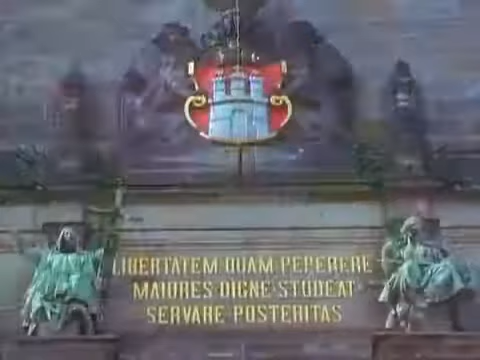 LIBERTATEM QUAM PEPERERE
MAIORES DIGNE STUDEAT
SERVARE POSTERITAS